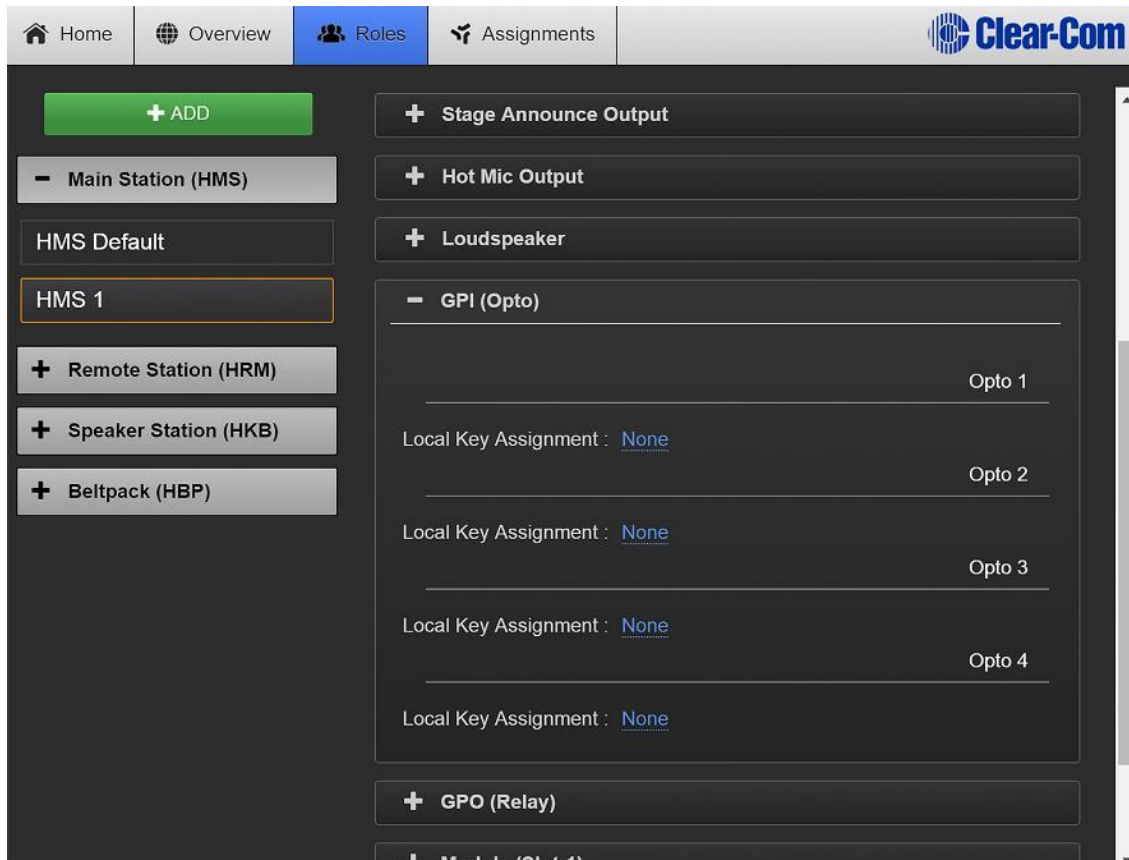 Home
Overview
Roles
Assignments
Clear-Com
ADD
Main Station (HMS)
HMS Default
HMS 1
Remote Station (HRM)
Speaker Station (HKB)
Beltpack (HBP)
Stage Announce Output
Hot Mic Output
Loudspeaker
GPI (Opto)
Opto 1
Local Key Assignment : None
Opto 2
Local Key Assignment : None
Opto 3
Local Key Assignment : None
Opto 4
Local Key Assignment : None
GPO (Relay)